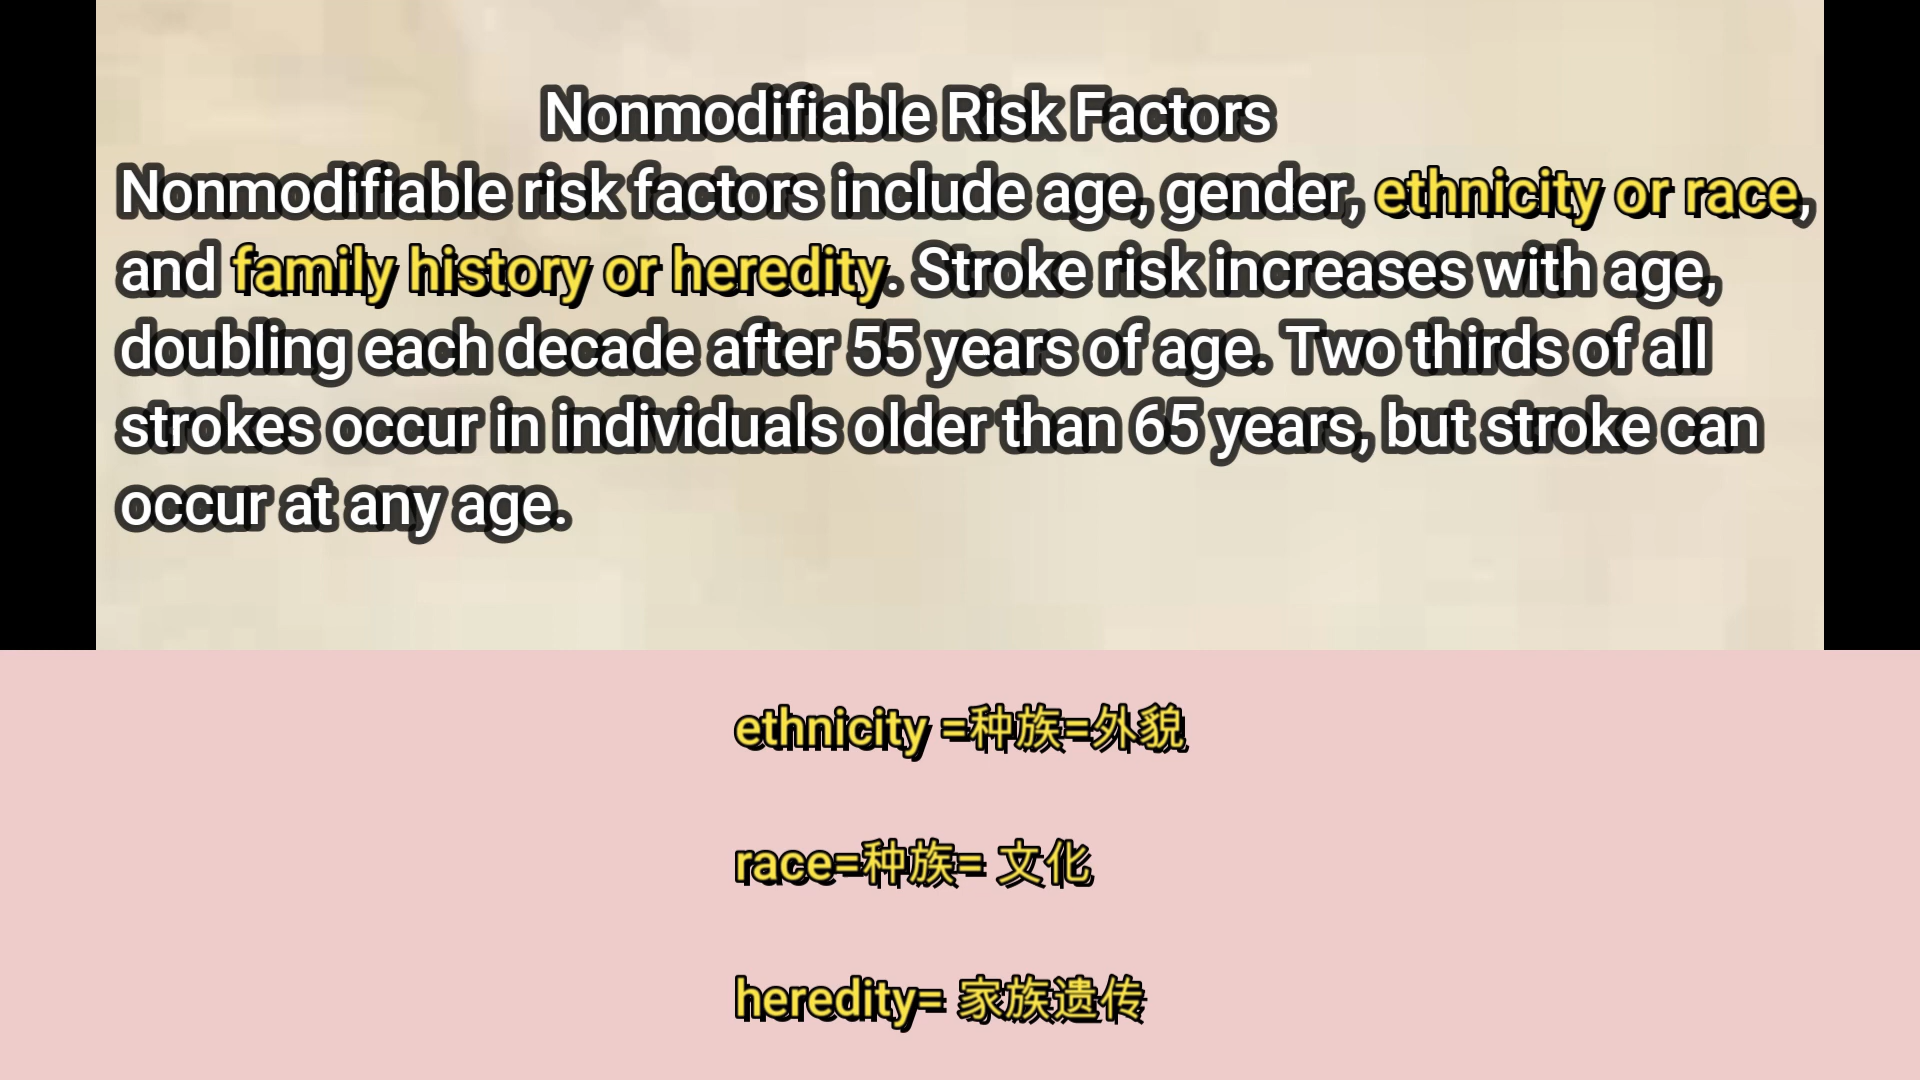 Nonmodifiable Risk Factors
Nonmodifiable risk factors include age, gender, ethnicity or race,
and family history or heredity. Stroke risk increases with age,
doubling each decade after 55 years of age. Two thirds of all
strokes occur in individuals older than 65 years, but stroke can
occur at any age.
ethnicity =种族=外貌
race=种族= 文化
heredity= 家族遗传